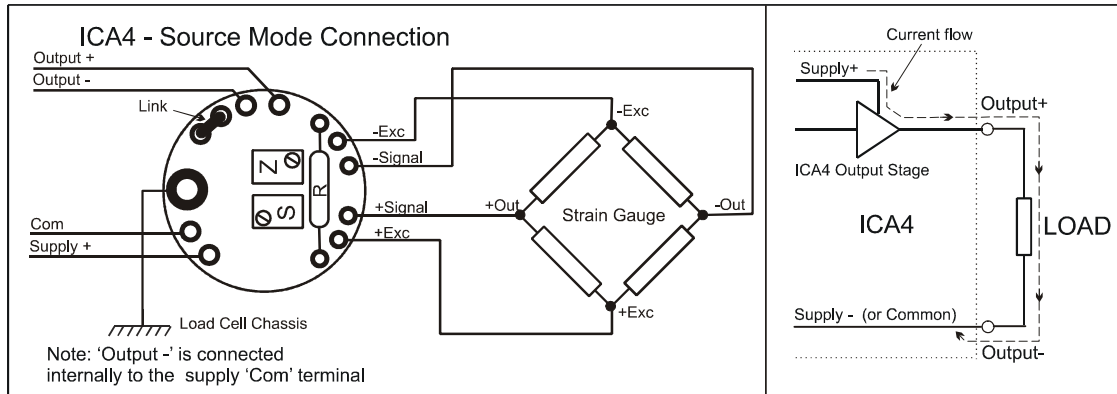 ICA4 - Source Mode Connection
Output +
Output -
Link
-Exc
-Signal
+Signal
+Exc
Z
S
R
Com
Supply +
Load Cell Chassis
Note: 'Output -' is connected
internally to the supply 'Com' terminal
-Exc
+Out
Strain Gauge
-Out
+Exc
Current flow
Supply+
Output+
ICA4 Output Stage
ICA4
LOAD
Supply - (or Common)
Output-